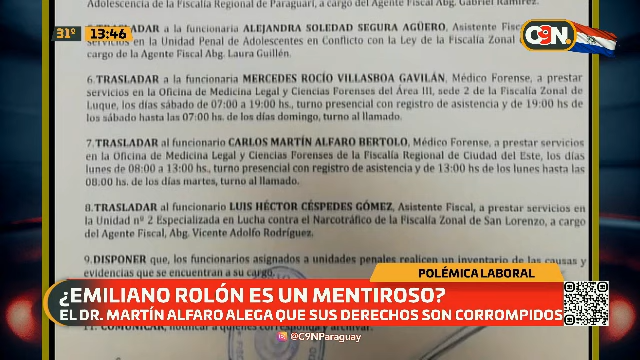 Adolescencia de la Fiscalía Regional de Paraguarí, a cargo del Agente Fiscal Abg. Gabriel Ramírez.
31° 13:46
C9N
TRASLADAR a la funcionaria ALEJANDRA SOLEDAD SEGURA AGÜERO, Asistente Fiscal
Servicios en la Unidad Penal de Adolescentes en Conflicto con la Ley de la Fiscalía Zonal
cargo de la Agente Fiscal Abg. Laura Guillén.
6.TRASLADAR a la funcionaria MERCEDES ROCÍO VILLASBOA GAVILÁN, Médico Forense, a prestar
servicios en la Oficina de Medicina Legal y Ciencias Forenses del Área III, sede 2 de la Fiscalía Zonal de
Luque, los días sábado de 07:00 a 19:00 hs., turno presencial con registro de asistencia y de 19:00 hs de
los sábado hasta las 07:00 hs. de los días domingo, turno al llamado.
7.TRASLADAR al funcionario CARLOS MARTÍN ALFARO BERTOLO, Médico Forense, a prestar servicios
en la Oficina de Medicina Legal y Ciencias Forenses de la Fiscalía Regional de Ciudad del Este, los días
lunes de 08:00 a 13:00 hs., turno presencial con registro de asistencia y de 13:00 hs de los lunes hasta las
08:00 hs. de los días martes, turno al llamado.
8.TRASLADAR al funcionario LUIS HÉCTOR CÉSPEDES GÓMEZ, Asistente Fiscal, a prestar servicios en
la Unidad nº 2 Especializada en Lucha contra el Narcotráfico de la Fiscalía Zonal de San Lorenzo, a cargo
del Agente Fiscal, Abg. Vicente Adolfo Rodríguez.
9.DISPONER que, los funcionarios asignados a unidades penales realicen un inventario de las causas y
evidencias que se encuentran a su cargo.
POLÉMICA LABORAL
¿EMILIANO ROLÓN ES UN MENTIROSO?
EL DR. MARTÍN ALFARO ALEGA QUE SUS DERECHOS SON CORROMPIDOS
11. COMUNICAR, notificar a quienes corresponda y archivar.
@C9NParaguay